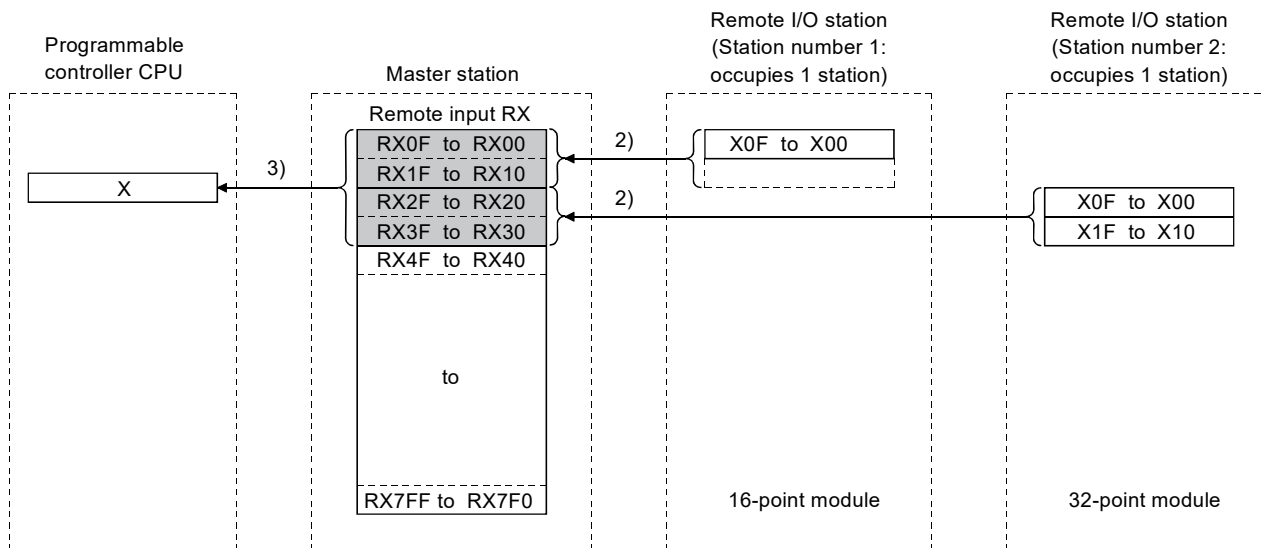 Programmable
controller CPU
Master station
Remote I/O station
(Station number 1:
occupies 1 station)
Remote I/O station
(Station number 2:
occupies 1 station)
Remote input RX
RX0F to RX00
2)
X0F to X00
RX1F to RX10
3)
X
RX2F to RX20
2)
X0F to X00
RX3F to RX30
X1F to X10
RX4F to RX40
to
RX7FF to RX7F0
16-point module
32-point module